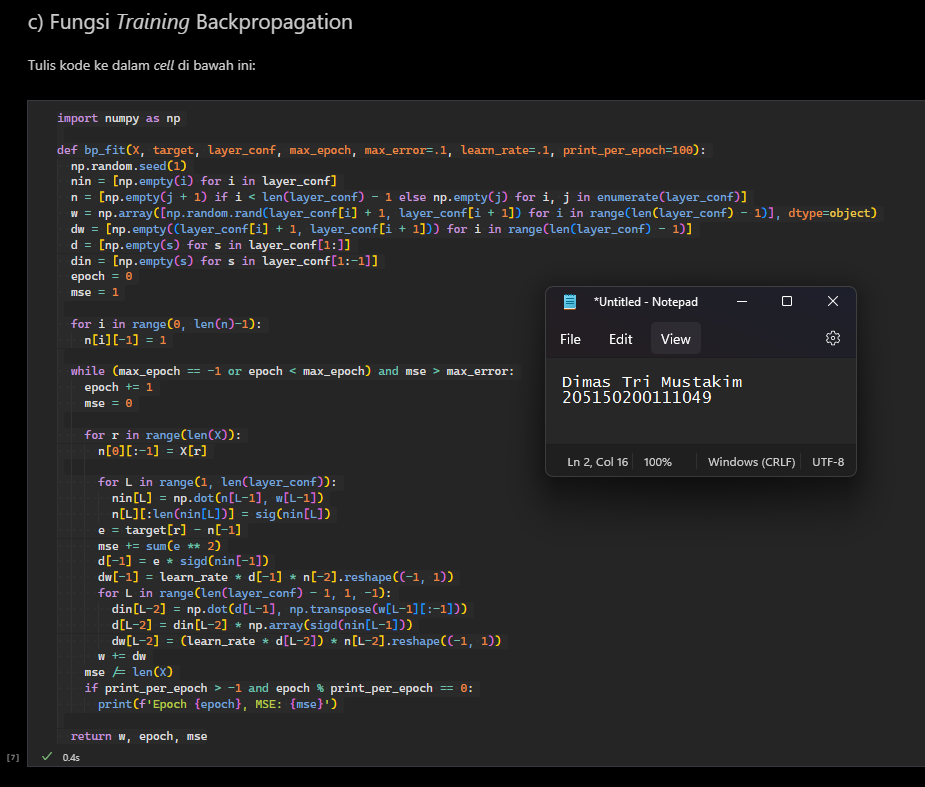 c) Fungsi Training Backpropagation
Tulis kode ke dalam cell di bawah ini:
import numpy as np
def bp_fit(X, target, layer_conf, max_epoch, max_error=.1, learn_rate=.1, print_per_epoch=100):
np.random.seed(1)
nin = [np.empty(i) for i in layer_conf]
n = [np.empty(j + 1) if i < len(layer_conf) - 1 else np.empty(j) for i, j in enumerate(layer_conf)]
w = np.array([np.random.rand(layer_conf[i] + 1, layer_conf[i + 1]) for i in range(len(layer_conf) - 1)], dtype=object)
dw = [np.empty((layer_conf[i] + 1, layer_conf[i + 1])) for i in range(len(layer_conf) - 1)]
d = [np.empty(s) for s in layer_conf[1:]]
din = [np.empty(s) for s in layer_conf[1:-1]]
epoch = 0
mse = 1
for i in range(0, len(n)-1):
n[i][-1] = 1
while (max_epoch == -1 or epoch < max_epoch) and mse > max_error:
epoch += 1
mse = 0
for r in range(len(X)):
n[0][:-1] = X[r]
for L in range(1, len(layer_conf)):
nin[L] = np.dot(n[L-1], w[L-1])
n[L][:len(nin[L])] = sig(nin[L])
e = target[r] - n[-1]
mse += sum(e ** 2)
d[-1] = e * sigd(nin[-1])
dw[-1] = learn_rate * d[-1] * n[-2].reshape((-1, 1))
for L in range(len(layer_conf) - 1, 1, -1):
din[L-2] = np.dot(d[L-1], np.transpose(w[L-1][:-1]))
d[L-2] = din[L-2] * np.array(sigd(nin[L-1]))
dw[L-2] = (learn_rate * d[L-2]) * n[L-2].reshape((-1, 1))
w += dw
mse /= len(X)
if print_per_epoch > -1 and epoch % print_per_epoch == 0:
print(f'Epoch {epoch}, MSE: {mse}')
return w, epoch, mse
[7]
0.4s
*Untitled - Notepad
File Edit View
Dimas Tri Mustakim
205150200111049
Ln 2, Col 16 100% Windows (CRLF) UTF-8